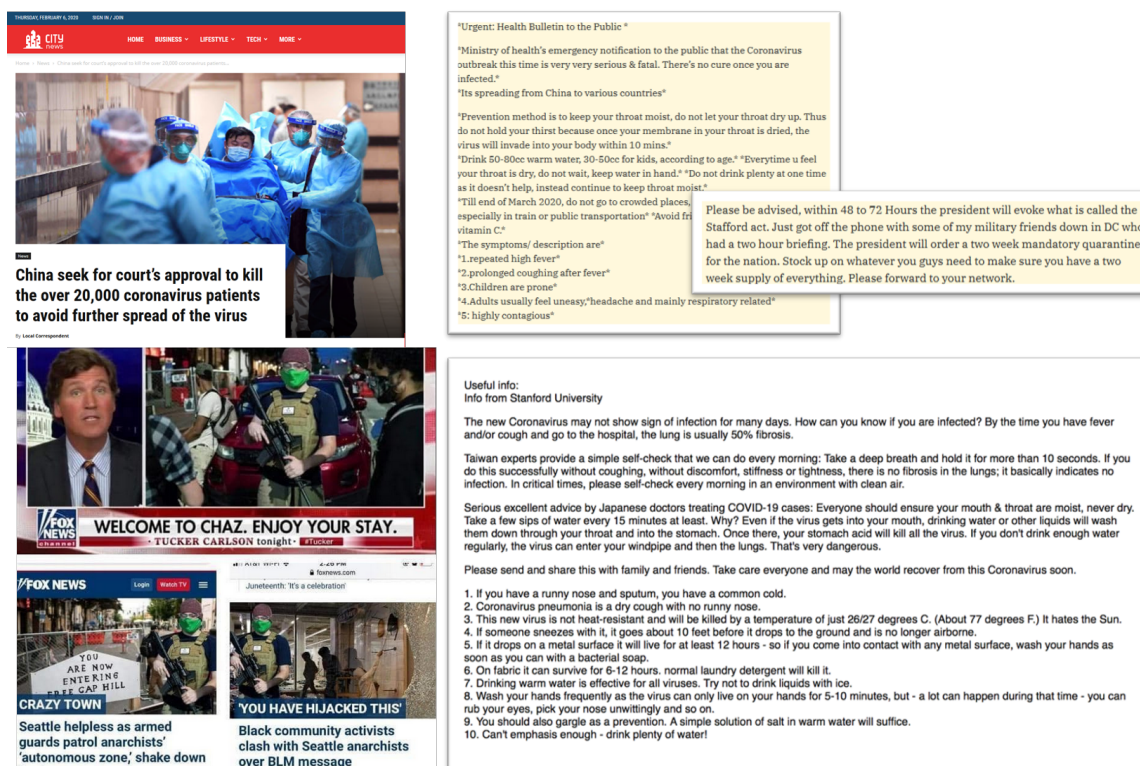 THURSDAY, FEBRUARY 6, 2020 SIGN IN / JOIN
CITY
news
HOME BUSINESS LIFESTYLE TECH MORE
Home News China seek for court's approval to kill the over 20,000 coronavirus patients...
News
China seek for court's approval to kill
the over 20,000 coronavirus patients
to avoid further spread of the virus
By Local Correspondent
*Urgent: Health Bulletin to the Public *
*Ministry of health's emergency notification to the public that the Coronavirus
outbreak this time is very very serious & fatal. There's no cure once you are
infected.*
*Its spreading from China to various countries*
*Prevention method is to keep your throat moist, do not let your throat dry up. Thus
do not hold your thirst because once your membrane in your throat is dried, the
virus will invade into your body within 10 mins.*
*Drink 50-80cc warm water, 30-50cc for kids, according to age.* *Everytime u feel
your throat is dry, do not wait, keep water in hand.* *Do not drink plenty at one time
as it doesn't help, instead continue to keep throat moist.*
*Till end of March 2020, do not go to crowded places,
especially in train or public transportation* *Avoid fri
vitamin C.*
*The symptoms/ description are*
*1.repeated high fever*
*2.prolonged coughing after fever*
*3.Children are prone*
*4.Adults usually feel uneasy,*headache and mainly respiratory related*
*5: highly contagious*
Please be advised, within 48 to 72 Hours the president will evoke what is called the
Stafford act. Just got off the phone with some of my military friends down in DC who
had a two hour briefing. The president will order a two week mandatory quarantine
for the nation. Stock up on whatever you guys need to make sure you have a two
week supply of everything. Please forward to your network.
FOX
NEWS
channel
WELCOME TO CHAZ. ENJOY YOUR STAY.
TUCKER CARLSON tonight #Tucker
FOX NEWS Login Watch TV
YOU
ARE NOW
ENTERING
FREE CAP HILL
CRAZY TOWN
Seattle helpless as armed
guards patrol anarchists'
'autonomous zone,' shake down
foxnews.com
Juneteenth: 'It's a celebration'
'YOU HAVE HIJACKED THIS'
Black community activists
clash with Seattle anarchists
over BLM message
Useful info:
Info from Stanford University
The new Coronavirus may not show sign of infection for many days. How can you know if you are infected? By the time you have fever
and/or cough and go to the hospital, the lung is usually 50% fibrosis.
Taiwan experts provide a simple self-check that we can do every morning: Take a deep breath and hold it for more than 10 seconds. If you
do this successfully without coughing, without discomfort, stiffness or tightness, there is no fibrosis in the lungs; it basically indicates no
infection. In critical times, please self-check every morning in an environment with clean air.
Serious excellent advice by Japanese doctors treating COVID-19 cases: Everyone should ensure your mouth & throat are moist, never dry.
Take a few sips of water every 15 minutes at least. Why? Even if the virus gets into your mouth, drinking water or other liquids will wash
them down through your throat and into the stomach. Once there, your stomach acid will kill all the virus. If you don't drink enough water
regularly, the virus can enter your windpipe and then the lungs. That's very dangerous.
Please send and share this with family and friends. Take care everyone and may the world recover from this Coronavirus soon.
1. If you have a runny nose and sputum, you have a common cold.
2. Coronavirus pneumonia is a dry cough with no runny nose.
3. This new virus is not heat-resistant and will be killed by a temperature of just 26/27 degrees C. (About 77 degrees F.) It hates the Sun.
4. If someone sneezes with it, it goes about 10 feet before it drops to the ground and is no longer airborne.
5. If it drops on a metal surface it will live for at least 12 hours - so if you come into contact with any metal surface, wash your hands as
soon as you can with a bacterial soap.
6. On fabric it can survive for 6-12 hours. normal laundry detergent will kill it.
7. Drinking warm water is effective for all viruses. Try not to drink liquids with ice.
8. Wash your hands frequently as the virus can only live on your hands for 5-10 minutes, but - a lot can happen during that time - you can
rub your eyes, pick your nose unwittingly and so on.
9. You should also gargle as a prevention. A simple solution of salt in warm water will suffice.
10. Can't emphasis enough - drink plenty of water!